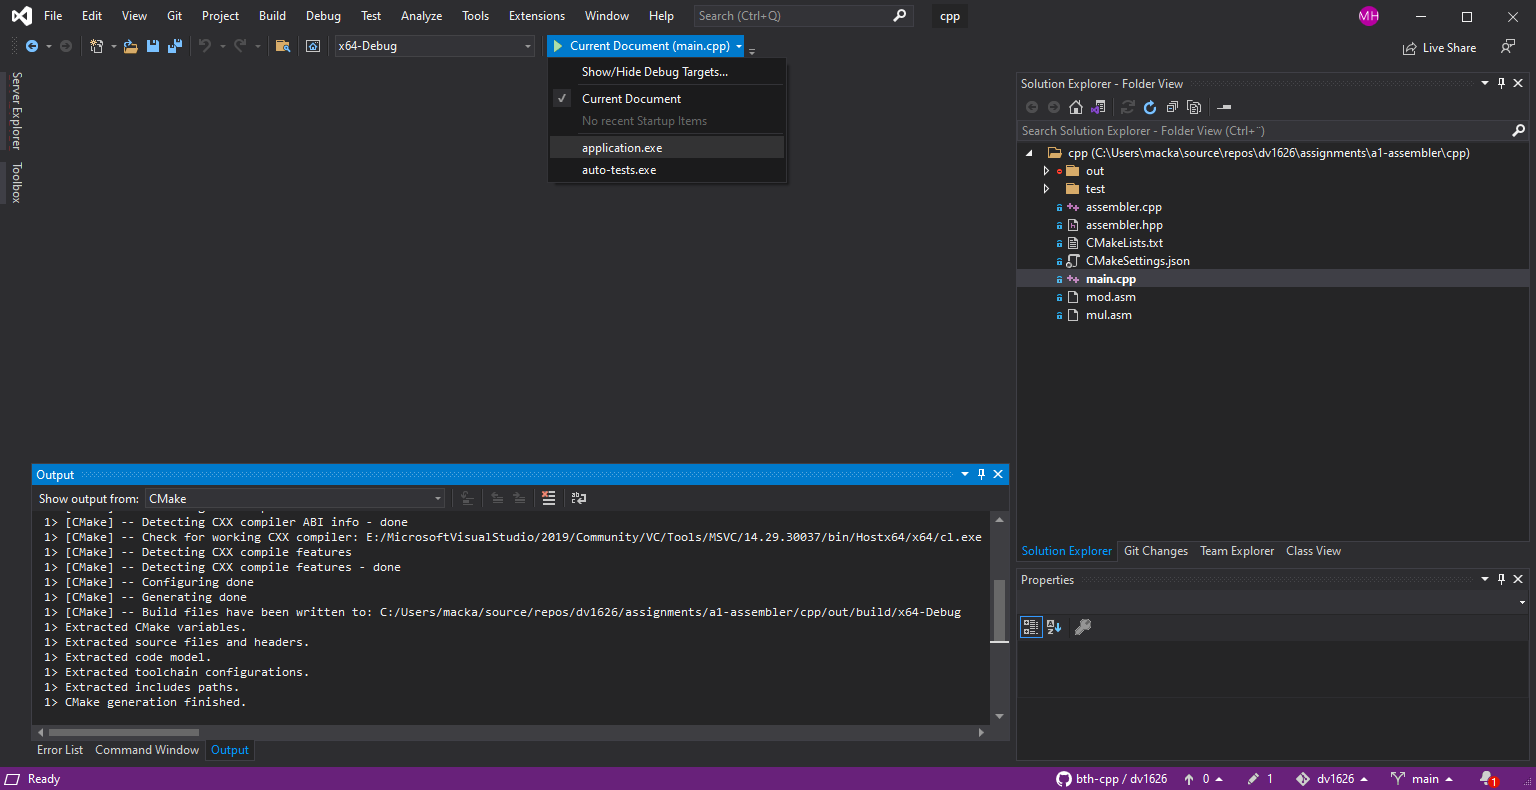 File Edit View Git Project Build Debug Test Analyze Tools Extensions Window Help Search (Ctrl+Q) cpp MH
x64-Debug Current Document (main.cpp) Live Share
Show/Hide Debug Targets...
Current Document
No recent Startup Items
application.exe
auto-tests.exe
Server Explorer
Toolbox
Solution Explorer - Folder View
Search Solution Explorer - Folder View (Ctrl+¨)
cpp (C:\Users\macka\source\repos\dv1626\assignments\a1-assembler\cpp)
out
test
assembler.cpp
assembler.hpp
CMakeLists.txt
CMakeSettings.json
main.cpp
mod.asm
mul.asm
Solution Explorer Git Changes Team Explorer Class View
Properties
Output
Show output from: CMake
1> [CMake] -- Detecting CXX compiler ABI info - done
1> [CMake] -- Check for working CXX compiler: E:/MicrosoftVisualStudio/2019/Community/VC/Tools/MSVC/14.29.30037/bin/Hostx64/x64/cl.exe
1> [CMake] -- Detecting CXX compile features
1> [CMake] -- Detecting CXX compile features - done
1> [CMake] -- Configuring done
1> [CMake] -- Generating done
1> [CMake] -- Build files have been written to: C:/Users/macka/source/repos/dv1626/assignments/a1-assembler/cpp/out/build/x64-Debug
1> Extracted CMake variables.
1> Extracted source files and headers.
1> Extracted code model.
1> Extracted toolchain configurations.
1> Extracted includes paths.
1> CMake generation finished.
Error List Command Window Output
Ready bth-cpp / dv1626 0 1 dv1626 main 1